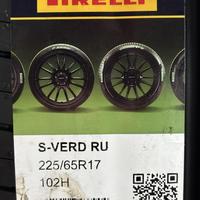 PIRELLI
S-VERD RU
225/65R17
102H